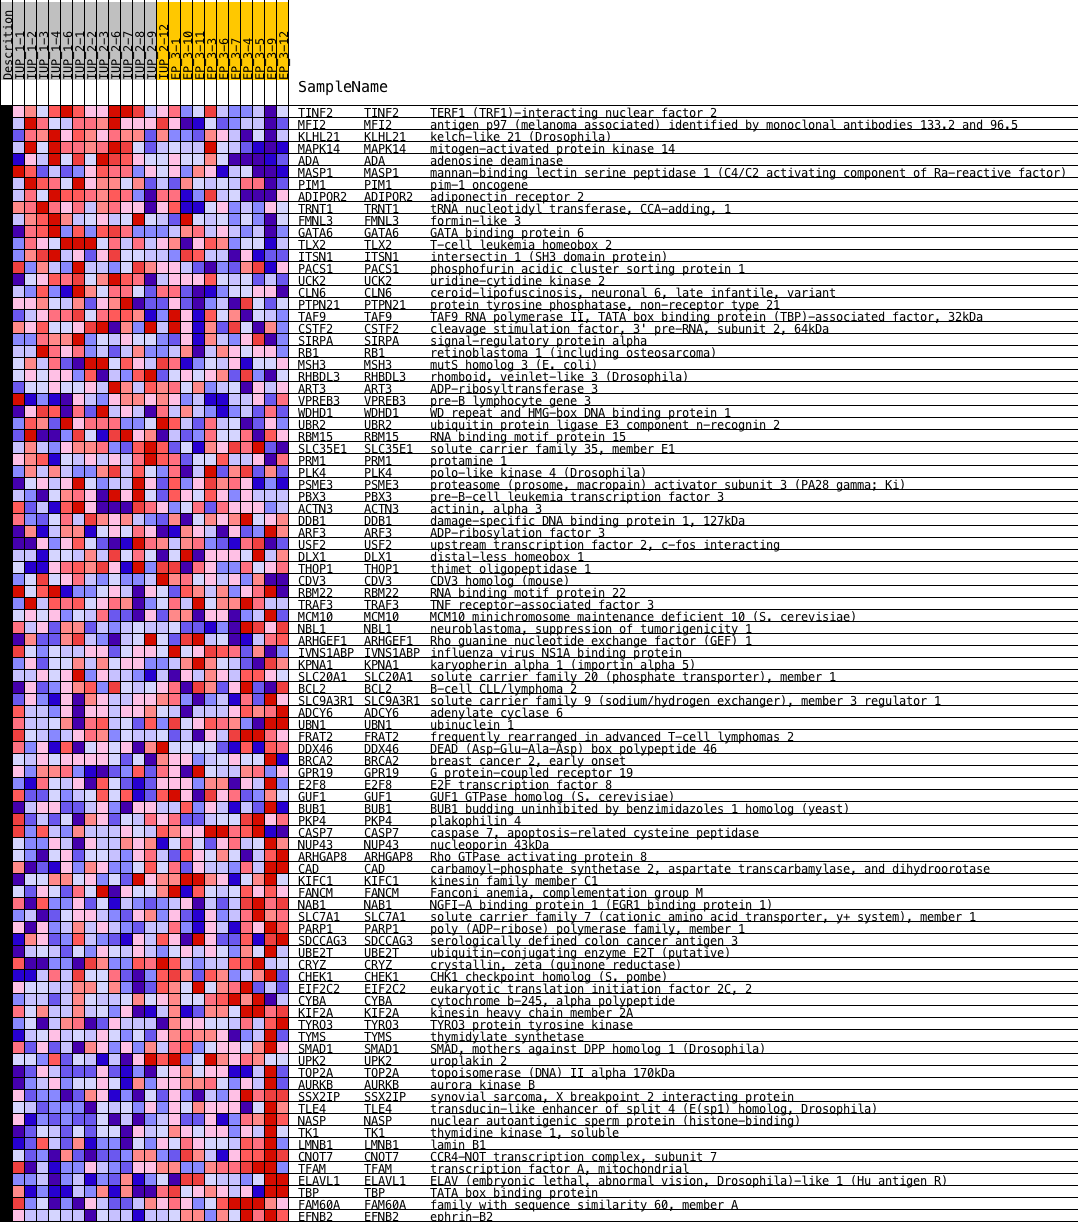 Descrition
IUP_1-1
IUP_1-2
IUP_1-3
IUP_1-4
IUP_1-6
IUP_2-1
IUP_2-2
IUP_2-3
IUP_2-6
IUP_2-7
IUP_2-8
IUP_2-9
IUP_2-12
EP_3-1
EP_3-10
EP_3-11
EP_3-3
EP_3-6
EP_3-7
EP_3-4
EP_3-5
EP_3-9
EP_3-12
SampleName
TINF2 TINF2 TERF1 (TRF1)-interacting nuclear factor 2
MFI2 MFI2 antigen p97 (melanoma associated) identified by monoclonal antibodies 133.2 and 96.5
KLHL21 KLHL21 kelch-like 21 (Drosophila)
MAPK14 MAPK14 mitogen-activated protein kinase 14
ADA ADA adenosine deaminase
MASP1 MASP1 mannan-binding lectin serine peptidase 1 (C4/C2 activating component of Ra-reactive factor)
PIM1 PIM1 pim-1 oncogene
ADIPOR2 ADIPOR2 adiponectin receptor 2
TRNT1 TRNT1 tRNA nucleotidyl transferase, CCA-adding, 1
FMNL3 FMNL3 formin-like 3
GATA6 GATA6 GATA binding protein 6
TLX2 TLX2 T-cell leukemia homeobox 2
ITSN1 ITSN1 intersectin 1 (SH3 domain protein)
PACS1 PACS1 phosphofurin acidic cluster sorting protein 1
UCK2 UCK2 uridine-cytidine kinase 2
CLN6 CLN6 ceroid-lipofuscinosis, neuronal 6, late infantile, variant
PTPN21 PTPN21 protein tyrosine phosphatase, non-receptor type 21
TAF9 TAF9 TAF9 RNA polymerase II, TATA box binding protein (TBP)-associated factor, 32kDa
CSTF2 CSTF2 cleavage stimulation factor, 3' pre-RNA, subunit 2, 64kDa
SIRPA SIRPA signal-regulatory protein alpha
RB1 RB1 retinoblastoma 1 (including osteosarcoma)
MSH3 MSH3 mutS homolog 3 (E. coli)
RHBDL3 RHBDL3 rhomboid, veinlet-like 3 (Drosophila)
ART3 ART3 ADP-ribosyltransferase 3
VPREB3 VPREB3 pre-B lymphocyte gene 3
WDHD1 WDHD1 WD repeat and HMG-box DNA binding protein 1
UBR2 UBR2 ubiquitin protein ligase E3 component n-recognin 2
RBM15 RBM15 RNA binding motif protein 15
SLC35E1 SLC35E1 solute carrier family 35, member E1
PRM1 PRM1 protamine 1
PLK4 PLK4 polo-like kinase 4 (Drosophila)
PSME3 PSME3 proteasome (prosome, macropain) activator subunit 3 (PA28 gamma; Ki)
PBX3 PBX3 pre-B-cell leukemia transcription factor 3
ACTN3 ACTN3 actinin, alpha 3
DDB1 DDB1 damage-specific DNA binding protein 1, 127kDa
ARF3 ARF3 ADP-ribosylation factor 3
USF2 USF2 upstream transcription factor 2, c-fos interacting
DLX1 DLX1 distal-less homeobox 1
THOP1 THOP1 thimet oligopeptidase 1
CDV3 CDV3 CDV3 homolog (mouse)
RBM22 RBM22 RNA binding motif protein 22
TRAF3 TRAF3 TNF receptor-associated factor 3
MCM10 MCM10 MCM10 minichromosome maintenance deficient 10 (S. cerevisiae)
NBL1 NBL1 neuroblastoma, suppression of tumorigenicity 1
ARHGEF1 ARHGEF1 Rho guanine nucleotide exchange factor (GEF) 1
IVNS1ABP IVNS1ABP influenza virus NS1A binding protein
KPNA1 KPNA1 karyopherin alpha 1 (importin alpha 5)
SLC20A1 SLC20A1 solute carrier family 20 (phosphate transporter), member 1
BCL2 BCL2 B-cell CLL/lymphoma 2
SLC9A3R1 SLC9A3R1 solute carrier family 9 (sodium/hydrogen exchanger), member 3 regulator 1
ADCY6 ADCY6 adenylate cyclase 6
UBN1 UBN1 ubinuclein 1
FRAT2 FRAT2 frequently rearranged in advanced T-cell lymphomas 2
DDX46 DDX46 DEAD (Asp-Glu-Ala-Asp) box polypeptide 46
BRCA2 BRCA2 breast cancer 2, early onset
GPR19 GPR19 G protein-coupled receptor 19
E2F8 E2F8 E2F transcription factor 8
GUF1 GUF1 GUF1 GTPase homolog (S. cerevisiae)
BUB1 BUB1 BUB1 budding uninhibited by benzimidazoles 1 homolog (yeast)
PKP4 PKP4 plakophilin 4
CASP7 CASP7 caspase 7, apoptosis-related cysteine peptidase
NUP43 NUP43 nucleoporin 43kDa
ARHGAP8 ARHGAP8 Rho GTPase activating protein 8
CAD CAD carbamoyl-phosphate synthetase 2, aspartate transcarbamylase, and dihydroorotase
KIFC1 KIFC1 kinesin family member C1
FANCM FANCM Fanconi anemia, complementation group M
NAB1 NAB1 NGFI-A binding protein 1 (EGR1 binding protein 1)
SLC7A1 SLC7A1 solute carrier family 7 (cationic amino acid transporter, y+ system), member 1
PARP1 PARP1 poly (ADP-ribose) polymerase family, member 1
SDCCAG3 SDCCAG3 serologically defined colon cancer antigen 3
UBE2T UBE2T ubiquitin-conjugating enzyme E2T (putative)
CRYZ CRYZ crystallin, zeta (quinone reductase)
CHEK1 CHEK1 CHK1 checkpoint homolog (S. pombe)
EIF2C2 EIF2C2 eukaryotic translation initiation factor 2C, 2
CYBA CYBA cytochrome b-245, alpha polypeptide
KIF2A KIF2A kinesin heavy chain member 2A
TYRO3 TYRO3 TYRO3 protein tyrosine kinase
TYMS TYMS thymidylate synthetase
SMAD1 SMAD1 SMAD, mothers against DPP homolog 1 (Drosophila)
UPK2 UPK2 uroplakin 2
TOP2A TOP2A topoisomerase (DNA) II alpha 170kDa
AURKB AURKB aurora kinase B
SSX2IP SSX2IP synovial sarcoma, X breakpoint 2 interacting protein
TLE4 TLE4 transducin-like enhancer of split 4 (E(sp1) homolog, Drosophila)
NASP NASP nuclear autoantigenic sperm protein (histone-binding)
TK1 TK1 thymidine kinase 1, soluble
LMNB1 LMNB1 lamin B1
CNOT7 CNOT7 CCR4-NOT transcription complex, subunit 7
TFAM TFAM transcription factor A, mitochondrial
ELAVL1 ELAVL1 ELAV (embryonic lethal, abnormal vision, Drosophila)-like 1 (Hu antigen R)
TBP TBP TATA box binding protein
FAM60A FAM60A family with sequence similarity 60, member A
EFNB2 EFNB2 ephrin-B2